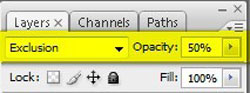 Layers × Channels Paths
Exclusion Opacity: 50%
Lock: Fill: 100%